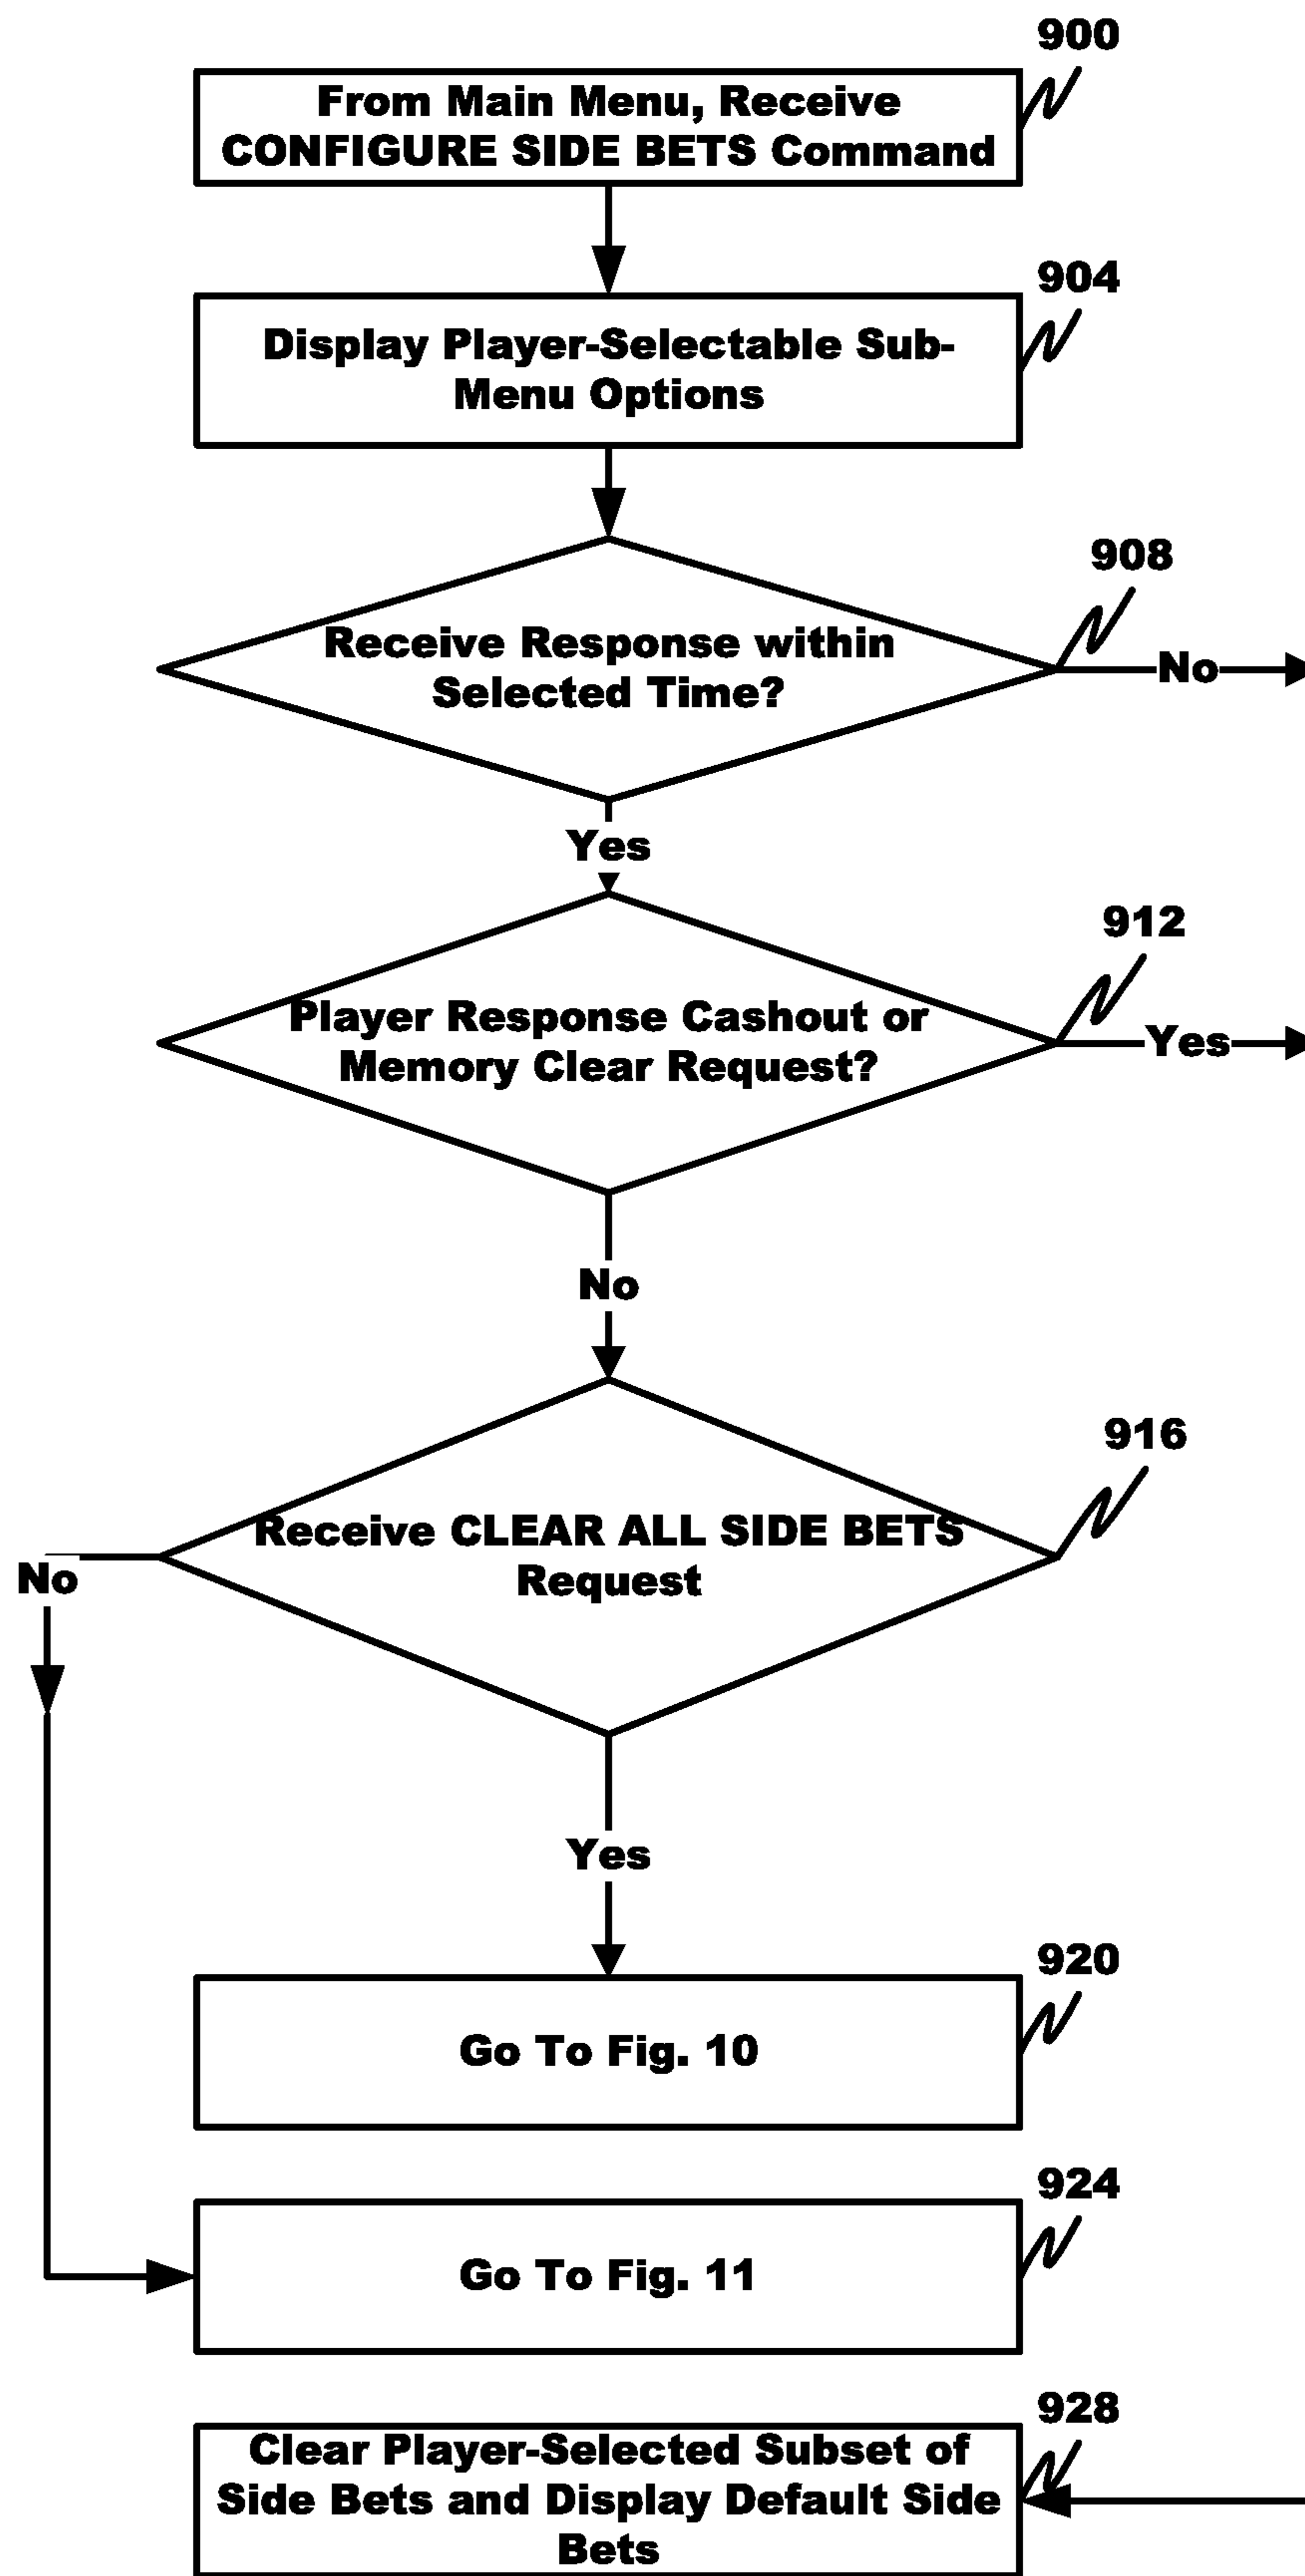 900
From Main Menu, Receive
CONFIGURE SIDE BETS Command
904
Display Player-Selectable Sub-
Menu Options
908
Receive Response within
Selected Time?
No
Yes
912
Player Response Cashout or
Memory Clear Request?
Yes
No
916
Receive CLEAR ALL SIDE BETS
Request
No
Yes
920
Go To Fig. 10
924
Go To Fig. 11
928
Clear Player-Selected Subset of
Side Bets and Display Default Side
Bets